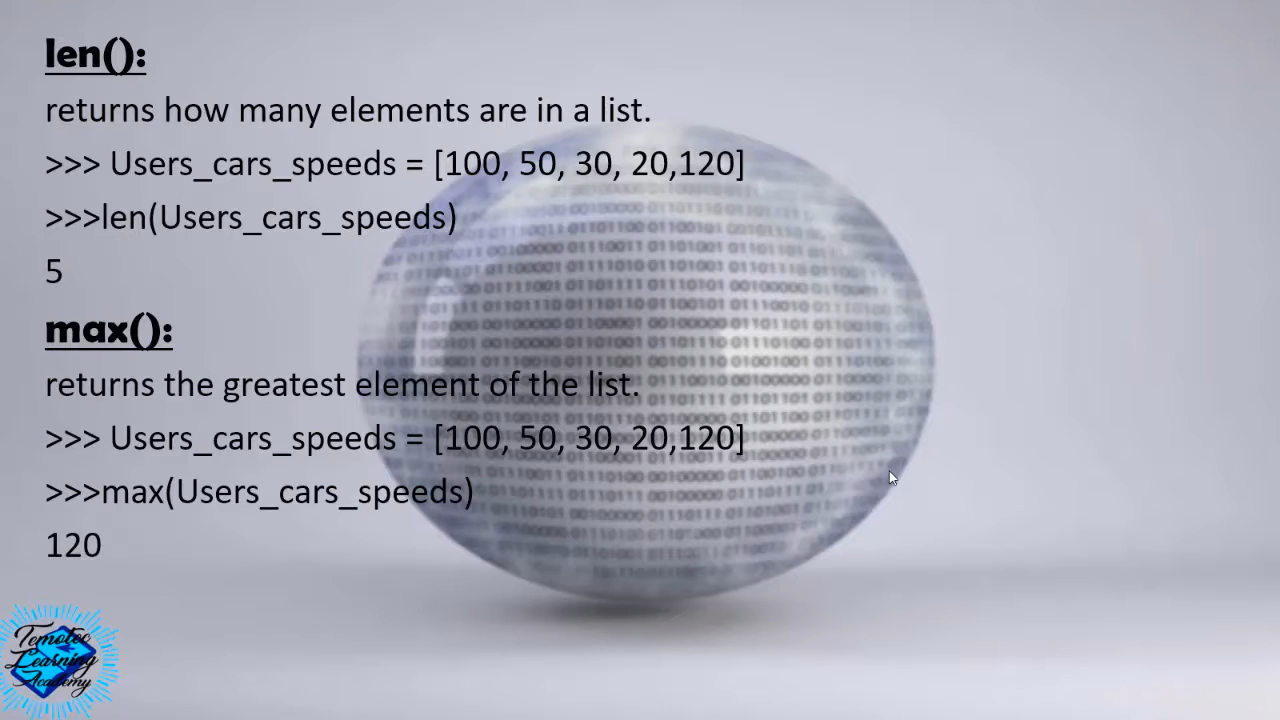 len():
returns how many elements are in a list.
>>> Users_cars_speeds = [100, 50, 30, 20,120]
>>>len(Users_cars_speeds)
5
max():
returns the greatest element of the list.
>>> Users_cars_speeds = [100, 50, 30, 20,120]
>>>max(Users_cars_speeds)
120
Temotec
Learning
Academy